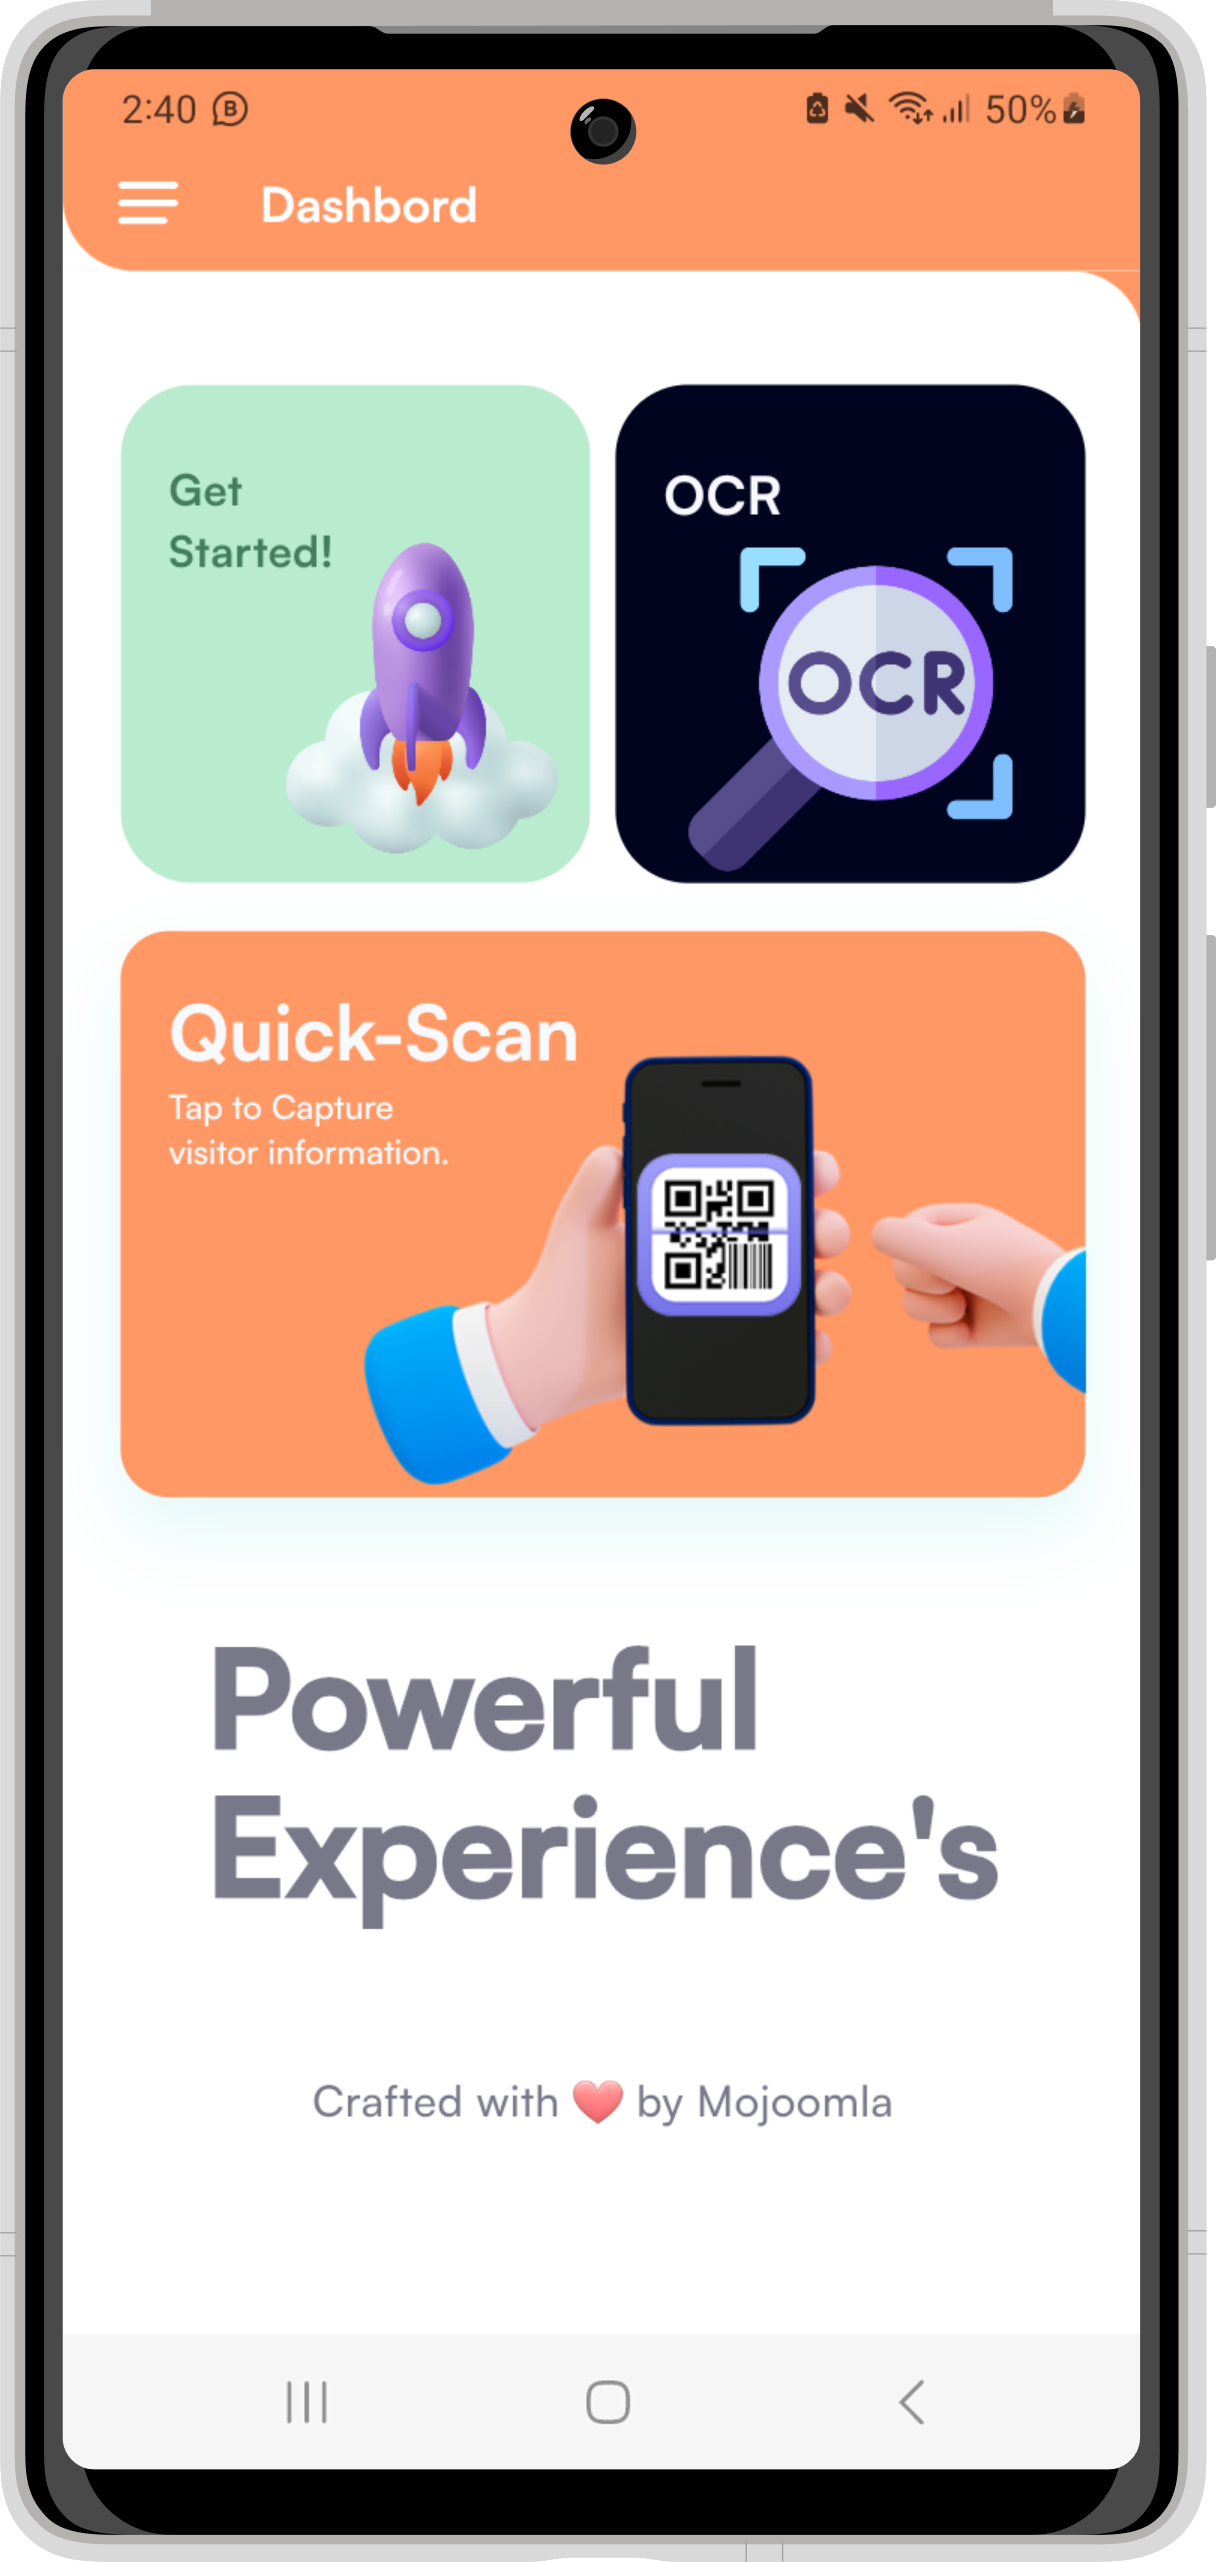 2:40 B 50%
Dashbord
Get
Started!
OCR
OCR
Quick-Scan
Tap to Capture
visitor information.
Powerful
Experience's
Crafted with ❤️ by Mojoomla